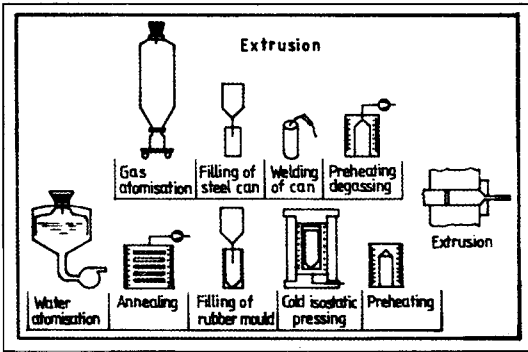 Extrusion
Gas
atomisation
Filling of
steel can
Welding
of can
Preheating
degassing
Extrusion
Water
atomisation
Annealing
Filling of
rubber mould
Cold isostatic
pressing
Preheating